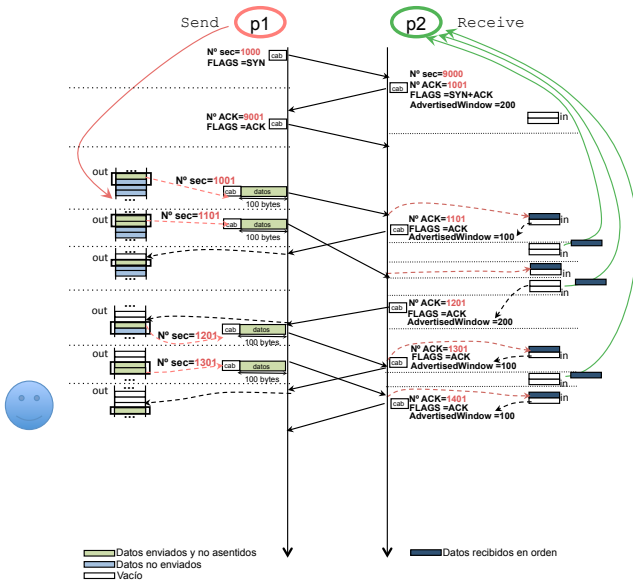 Send
p1
p2
Receive
Nº sec=1000
FLAGS =SYN
cab
Nº sec=9000
Nº ACK=1001
FLAGS =SYN+ACK
AdvertisedWindow =200
cab
in
Nº ACK=9001
FLAGS =ACK
cab
...
out
Nº sec=1001
cab
datos
100 bytes
...
out
Nº sec=1101
cab
datos
100 bytes
...
Nº ACK=1101
FLAGS =ACK
AdvertisedWindow =100
cab
in
out
...
in
in
in
Nº ACK=1201
FLAGS =ACK
AdvertisedWindow =200
cab
out
...
Nº sec=1201
cab
datos
100 bytes
out
Nº sec=1301
cab
datos
100 bytes
...
Nº ACK=1301
FLAGS =ACK
AdvertisedWindow =100
cab
in
in
out
...
Nº ACK=1401
FLAGS =ACK
AdvertisedWindow =100
cab
in
Datos enviados y no asentidos
Datos no enviados
Vacío
Datos recibidos en orden